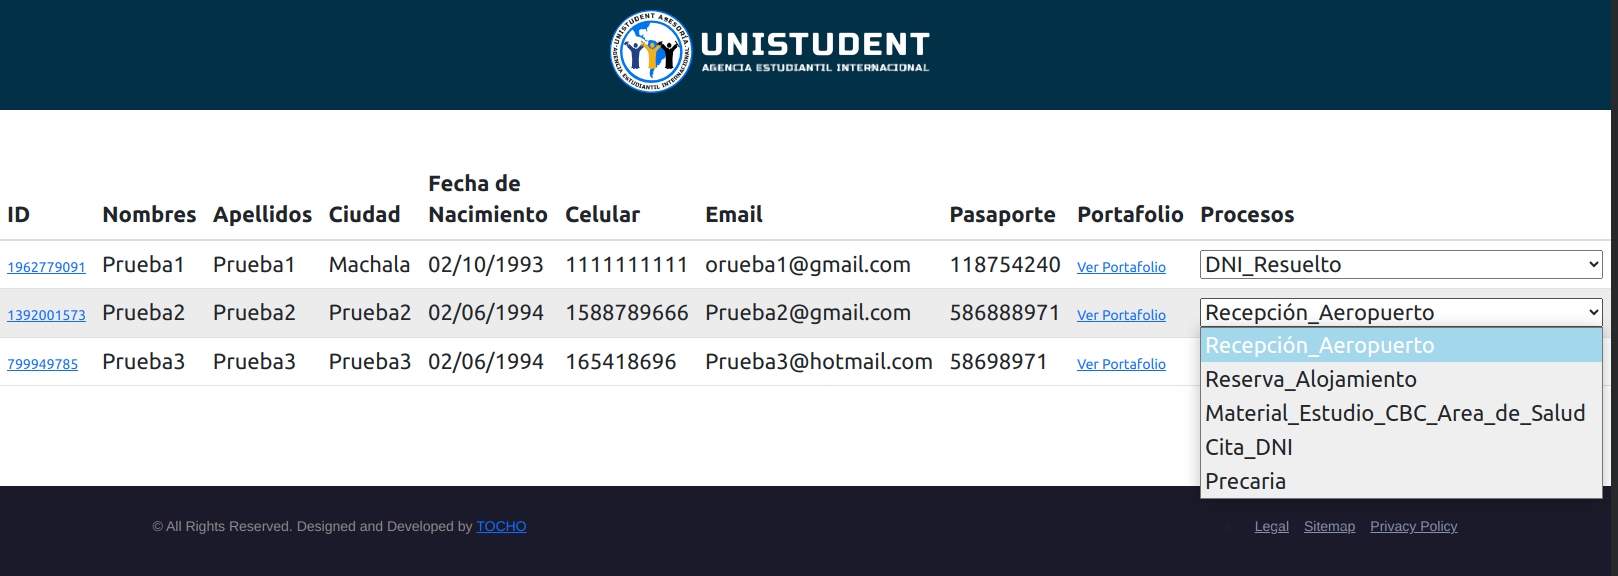 UNISTUDENT ASESORÍA
AGENCIA ESTUDIANTIL INTERNACIONAL
UNISTUDENT
AGENCIA ESTUDIANTIL INTERNACIONAL
ID Nombres Apellidos Ciudad Fecha de Nacimiento Celular Email Pasaporte Portafolio Procesos
1962779091 Prueba1 Prueba1 Machala 02/10/1993 1111111111 orueba1@gmail.com 118754240 Ver Portafolio DNI_Resuelto
1392001573 Prueba2 Prueba2 Prueba2 02/06/1994 1588789666 Prueba2@gmail.com 586888971 Ver Portafolio Recepción_Aeropuerto
799949785 Prueba3 Prueba3 Prueba3 02/06/1994 165418696 Prueba3@hotmail.com 58698971 Ver Portafolio
Recepción_Aeropuerto
Reserva_Alojamiento
Material_Estudio_CBC_Area_de_Salud
Cita_DNI
Precaria
© All Rights Reserved. Designed and Developed by TOCHO
Legal Sitemap Privacy Policy